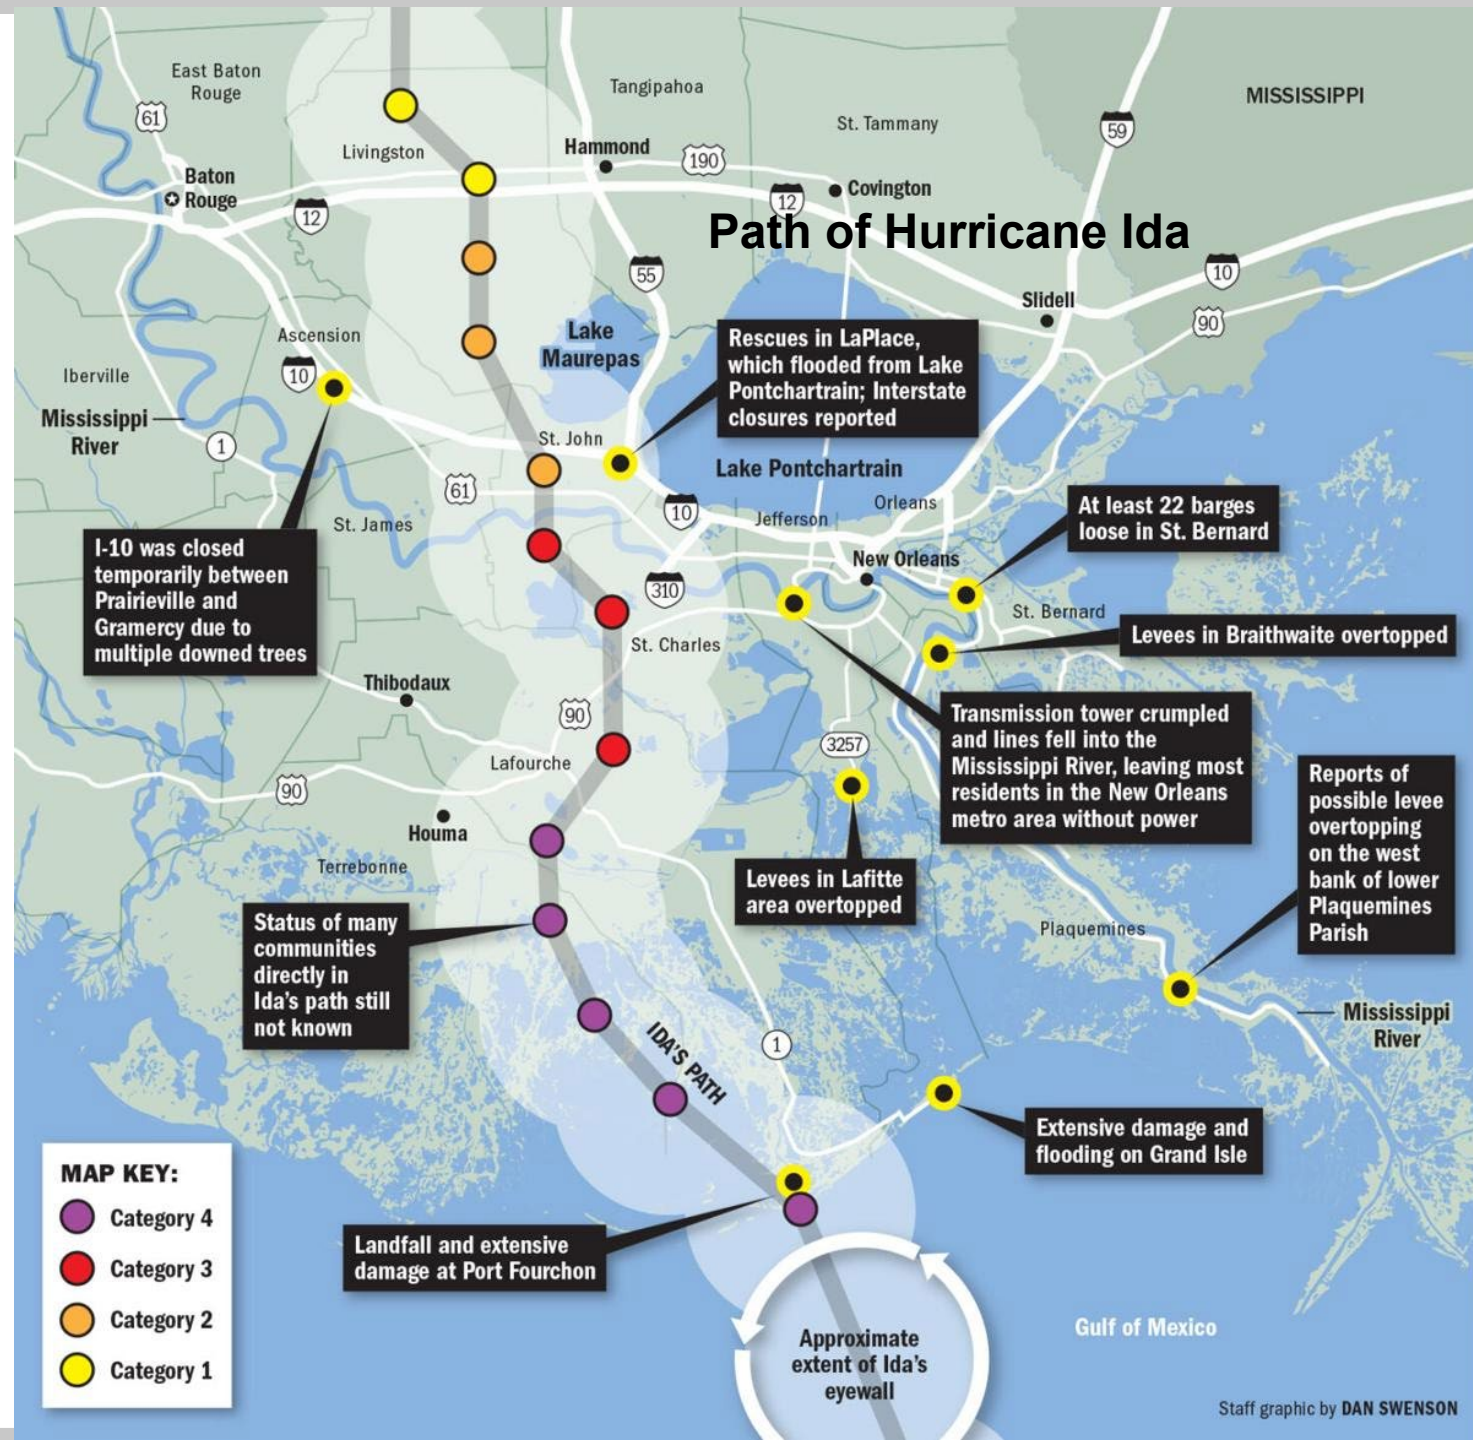 East Baton
Rouge
61
Tangipahoa
MISSISSIPPI
St. Tammany
59
Livingston
Hammond
190
Baton
Rouge
12
Covington
12
Path of Hurricane Ida
55
10
Slidell
90
Ascension
Lake
Maurepas
Rescues in LaPlace,
which flooded from Lake
Pontchartrain; Interstate
closures reported
Iberville
10
Mississippi
River
1
St. John
Lake Pontchartrain
61
10
Orleans
Jefferson
At least 22 barges
loose in St. Bernard
St. James
I-10 was closed
temporarily between
Prairieville and
Gramercy due to
multiple downed trees
New Orleans
310
St. Bernard
Levees in Braithwaite overtopped
St. Charles
Thibodaux
90
Transmission tower crumpled
and lines fell into the
Mississippi River, leaving most
residents in the New Orleans
metro area without power
3257
Lafourche
90
Reports of
possible levee
overtopping
on the west
bank of lower
Plaquemines
Parish
Houma
Terrebonne
Levees in Lafitte
area overtopped
Status of many
communities
directly in
Ida's path still
not known
Plaquemines
Mississippi
River
IDA'S PATH
1
Extensive damage and
flooding on Grand Isle
MAP KEY:
Category 4
Category 3
Category 2
Category 1
Landfall and extensive
damage at Port Fourchon
Approximate
extent of Ida's
eyewall
Gulf of Mexico
Staff graphic by DAN SWENSON